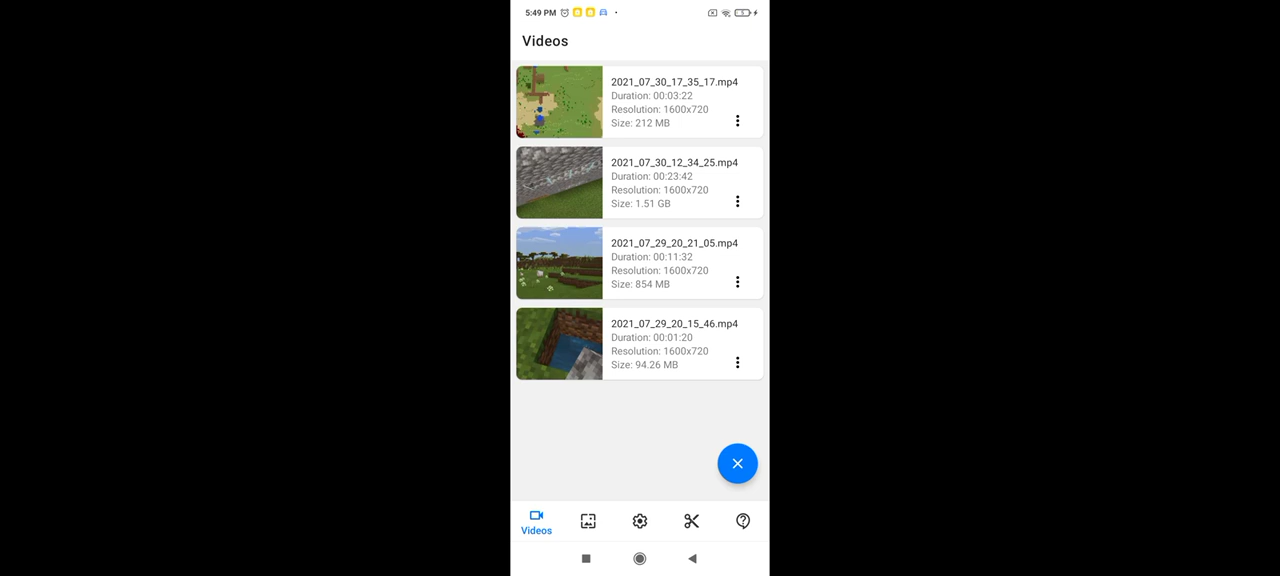 5:49 PM
Videos
2021_07_30_17_35_17.mp4
Duration: 00:03:22
Resolution: 1600x720
Size: 212 MB
2021_07_30_12_34_25.mp4
Duration: 00:23:42
Resolution: 1600x720
Size: 1.51 GB
2021_07_29_20_21_05.mp4
Duration: 00:11:32
Resolution: 1600x720
Size: 854 MB
2021_07_29_20_15_46.mp4
Duration: 00:01:20
Resolution: 1600x720
Size: 94.26 MB
Videos